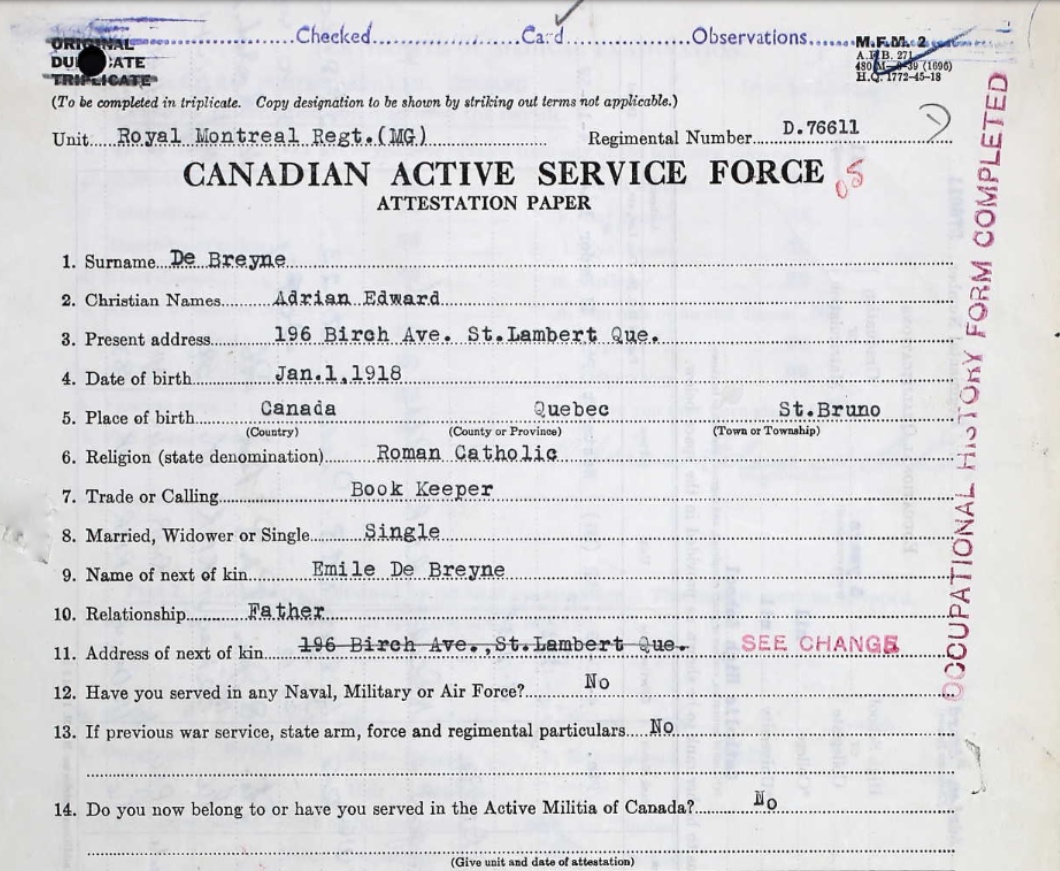 Checked Card Observations
ORIGINAL
TRIPLICATE
M.F.M. 2
A.F.B. 271
H.Q. 1772-45-18
(To be completed in triplicate. Copy designation to be shown by striking out terms not applicable.)
Unit Royal Montreal Regt.(MG) Regimental Number D.76611
CANADIAN ACTIVE SERVICE FORCE
ATTESTATION PAPER
1. Surname De Breyne
2. Christian Names Adrian Edward
3. Present address 196 Birch Ave. St.Lambert Que.
4. Date of birth Jan.1,1918
5. Place of birth Canada Quebec St.Bruno
(Country) (County or Province) (Town or Township)
6. Religion (state denomination) Roman Catholic
7. Trade or Calling Book Keeper
8. Married, Widower or Single Single
9. Name of next of kin Emile De Breyne
10. Relationship Father
11. Address of next of kin 196 Birch Ave.,St.Lambert Que. SEE CHANGE
12. Have you served in any Naval, Military or Air Force? No
13. If previous war service, state arm, force and regimental particulars No
14. Do you now belong to or have you served in the Active Militia of Canada? No
(Give unit and date of attestation)
OCCUPATIONAL HISTORY FORM COMPLETED